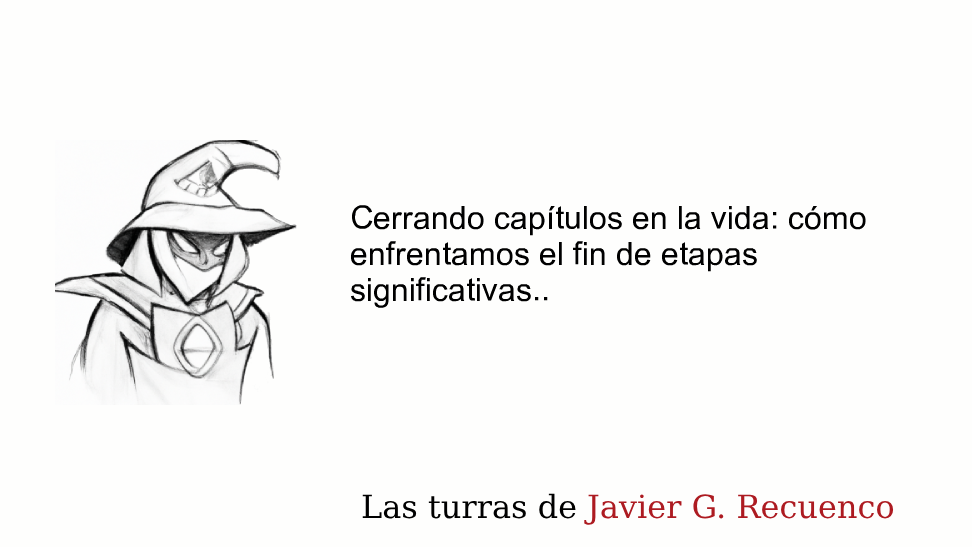 Cerrando capítulos en la vida: cómo
enfrentamos el fin de etapas
significativas..
Las turras de Javier G. Recuenco